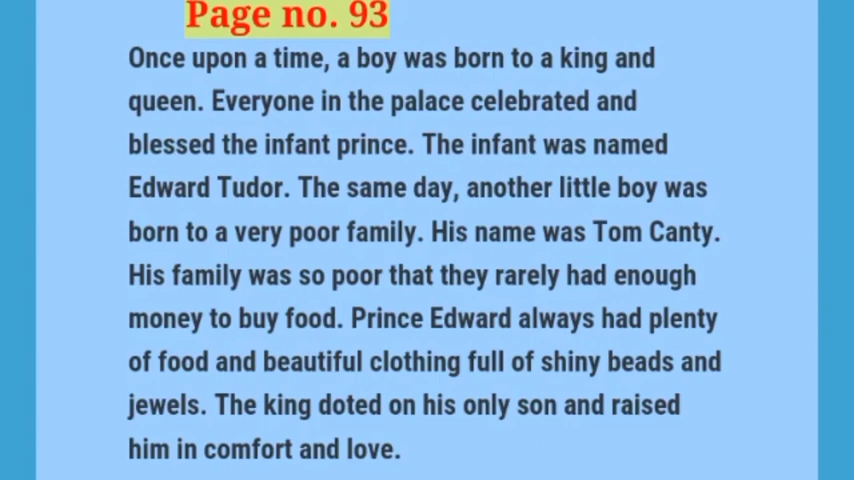 Page no. 93
Once upon a time, a boy was born to a king and
queen. Everyone in the palace celebrated and
blessed the infant prince. The infant was named
Edward Tudor. The same day, another little boy was
born to a very poor family. His name was Tom Canty.
His family was so poor that they rarely had enough
money to buy food. Prince Edward always had plenty
of food and beautiful clothing full of shiny beads and
jewels. The king doted on his only son and raised
him in comfort and love.